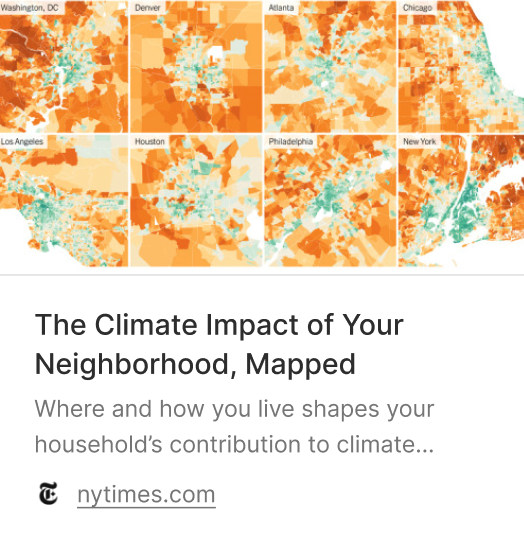 Washington, DC
Denver
Atlanta
Chicago
Los Angeles
Houston
Philadelphia
New York
The Climate Impact of Your
Neighborhood, Mapped
Where and how you live shapes your
household’s contribution to climate...
nytimes.com